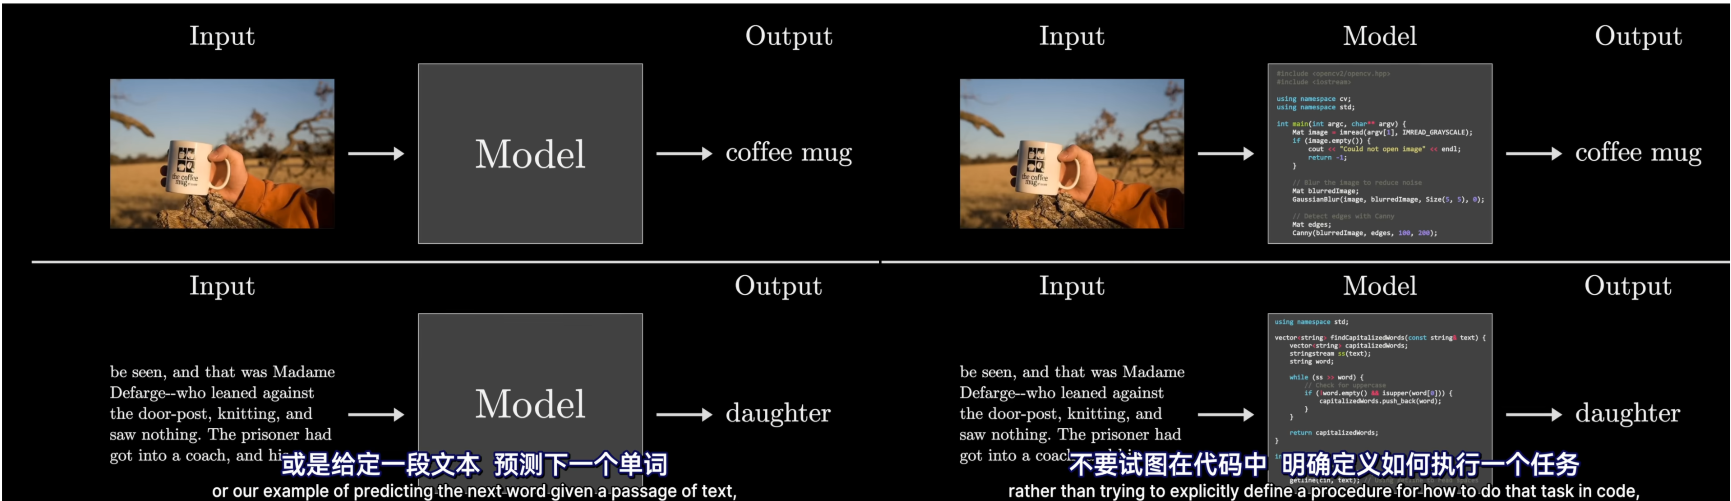 Input
Output
the coffee
mug
Model
coffee mug
Input
Output
be seen, and that was Madame
Defarge--who leaned against
the door-post, knitting, and
saw nothing. The prisoner had
got into a coach, and his
Model
daughter
或是给定一段文本 预测下一个单词
or our example of predicting the next word given a passage of text,
Input
Model
Output
the coffee
mug
#include <opencv2/opencv.hpp>
#include <iostream>
using namespace cv;
using namespace std;
int main(int argc, char** argv) {
Mat image = imread(argv[1], IMREAD_GRAYSCALE);
if (image.empty()) {
cout << "Could not open image" << endl;
return -1;
}
// Blur the image to reduce noise
Mat blurredImage;
GaussianBlur(image, blurredImage, Size(5, 5), 0);
// Detect edges with Canny
Mat edges;
Canny(blurredImage, edges, 100, 200);
coffee mug
Input
Model
Output
be seen, and that was Madame
Defarge--who leaned against
the door-post, knitting, and
saw nothing. The prisoner had
got into a coach
using namespace std;
vector<string> findCapitalizedWords(const string& text) {
vector<string> capitalizedWords;
stringstream ss(text);
string word;
while (ss >> word) {
// Check for uppercase
if (!word.empty() && isupper(word[0])) {
capitalizedWords.push_back(word);
}
}
return capitalizedWords;
}
getline(cin, text);
daughter
不要试图在代码中 明确定义如何执行一个任务
rather than trying to explicitly define a procedure for how to do that task in code,